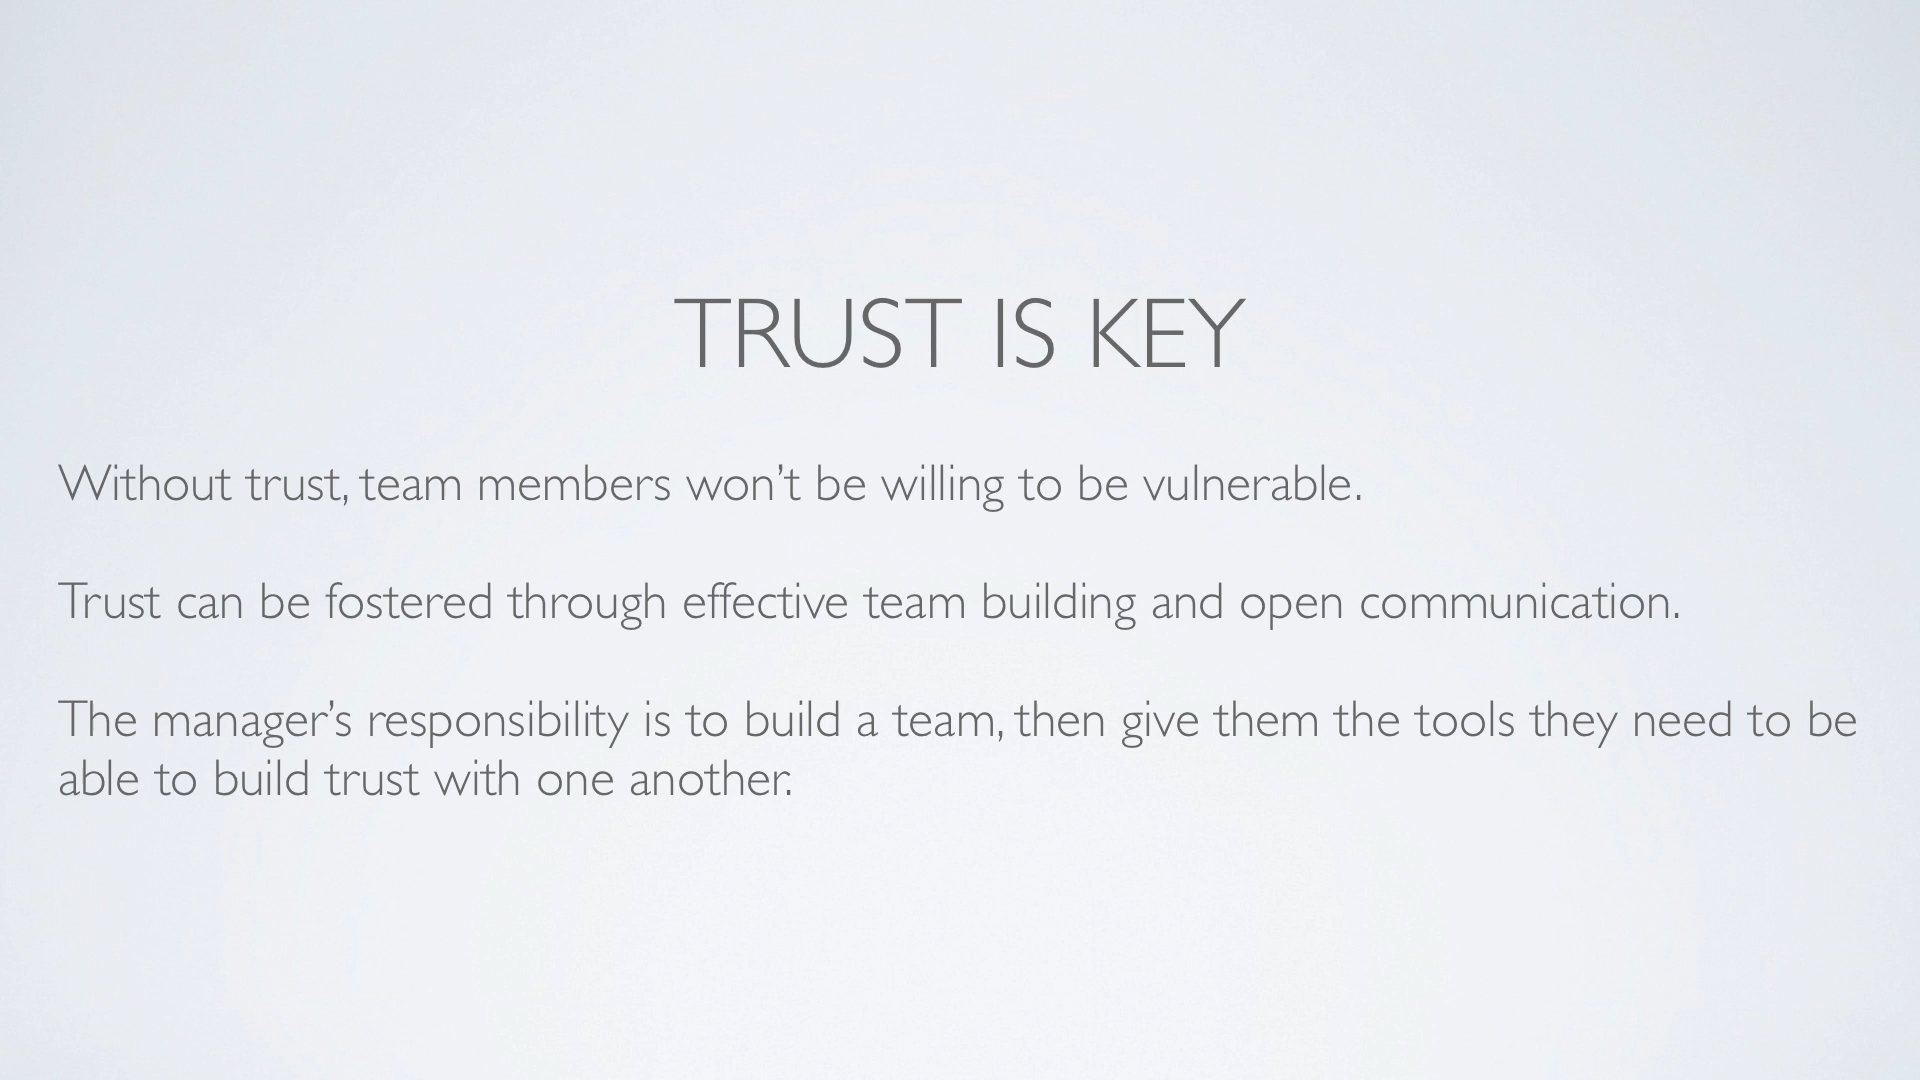 TRUST IS KEY
Without trust, team members won’t be willing to be vulnerable.
Trust can be fostered through effective team building and open communication.
The manager’s responsibility is to build a team, then give them the tools they need to be
able to build trust with one another.